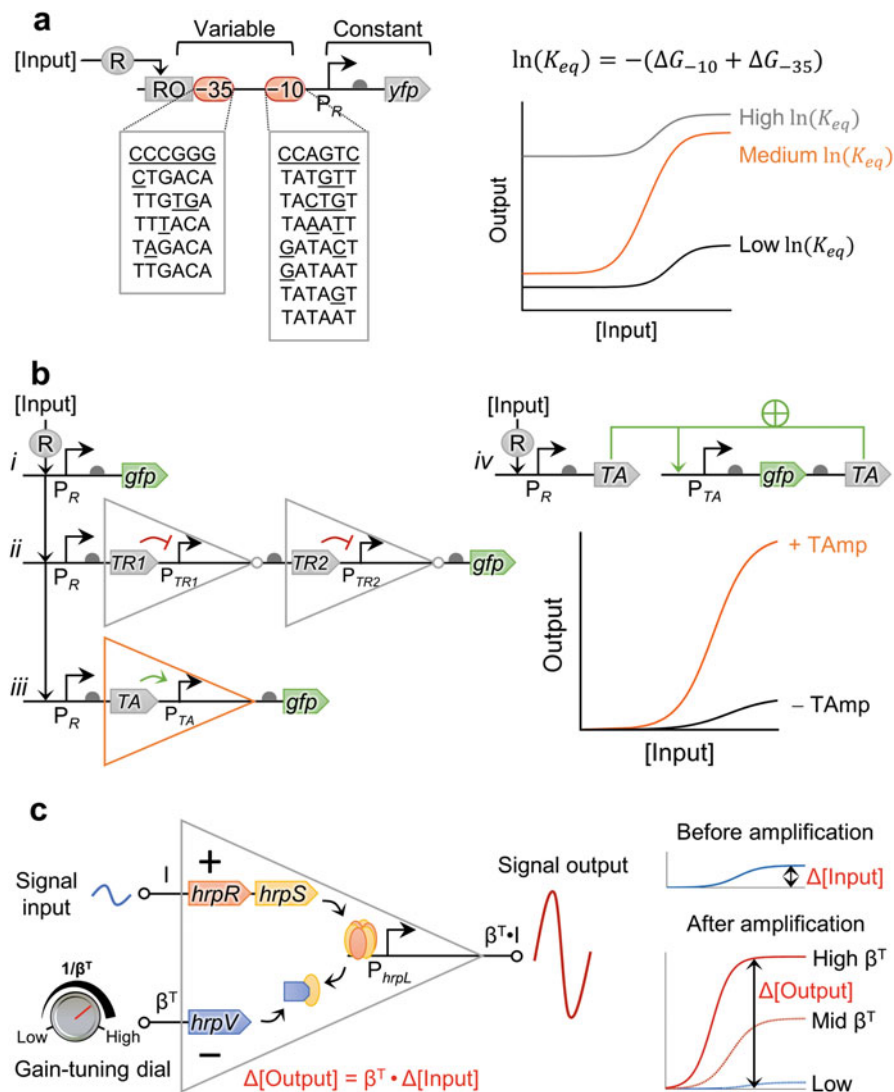 a
Variable
Constant
[Input]
R
RO
−35
−10
P_R
yfp
CCCGGG
CTGACA
TTGTGA
TTTACA
TAGACA
TTGACA
CCAGTC
TATGTT
TACTGT
TAAATT
GATACT
GATAAT
TATAGT
TATAAT
ln(K_eq) = −(ΔG_−10 + ΔG_−35)
Output
High ln(K_eq)
Medium ln(K_eq)
Low ln(K_eq)
[Input]
b
[Input]
R
i
P_R
gfp
ii
P_R
TR1
P_TR1
TR2
P_TR2
gfp
iii
P_R
TA
P_TA
gfp
[Input]
R
iv
P_R
TA
P_TA
gfp
TA
Output
+ TAmp
− TAmp
[Input]
c
Signal input
I
+
hrpR
hrpS
P_hrpL
1/β^T
Low
High
Gain-tuning dial
β^T
hrpV
−
Δ[Output] = β^T • Δ[Input]
β^T•I
Signal output
Before amplification
Δ[Input]
After amplification
High β^T
Δ[Output]
Mid β^T
Low